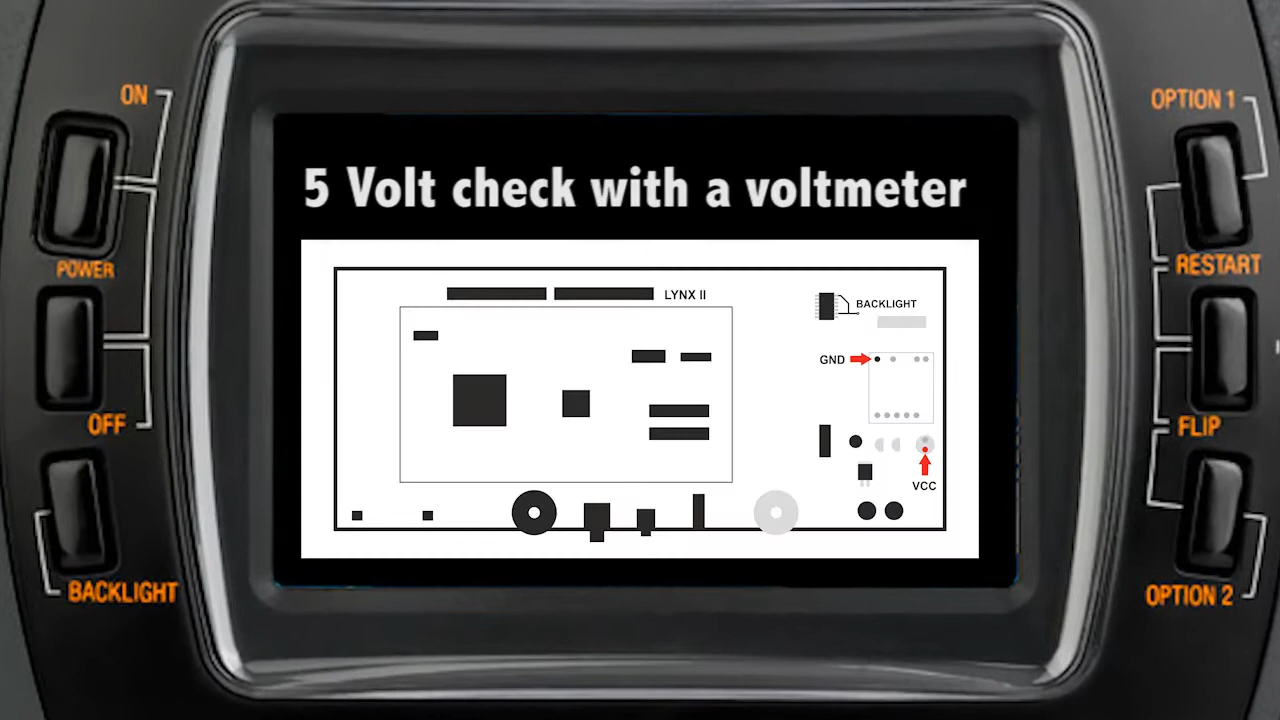 ON
OPTION 1
5 Volt check with a voltmeter
POWER
RESTART
LYNX II
BACKLIGHT
GND
OFF
FLIP
VCC
BACKLIGHT
OPTION 2